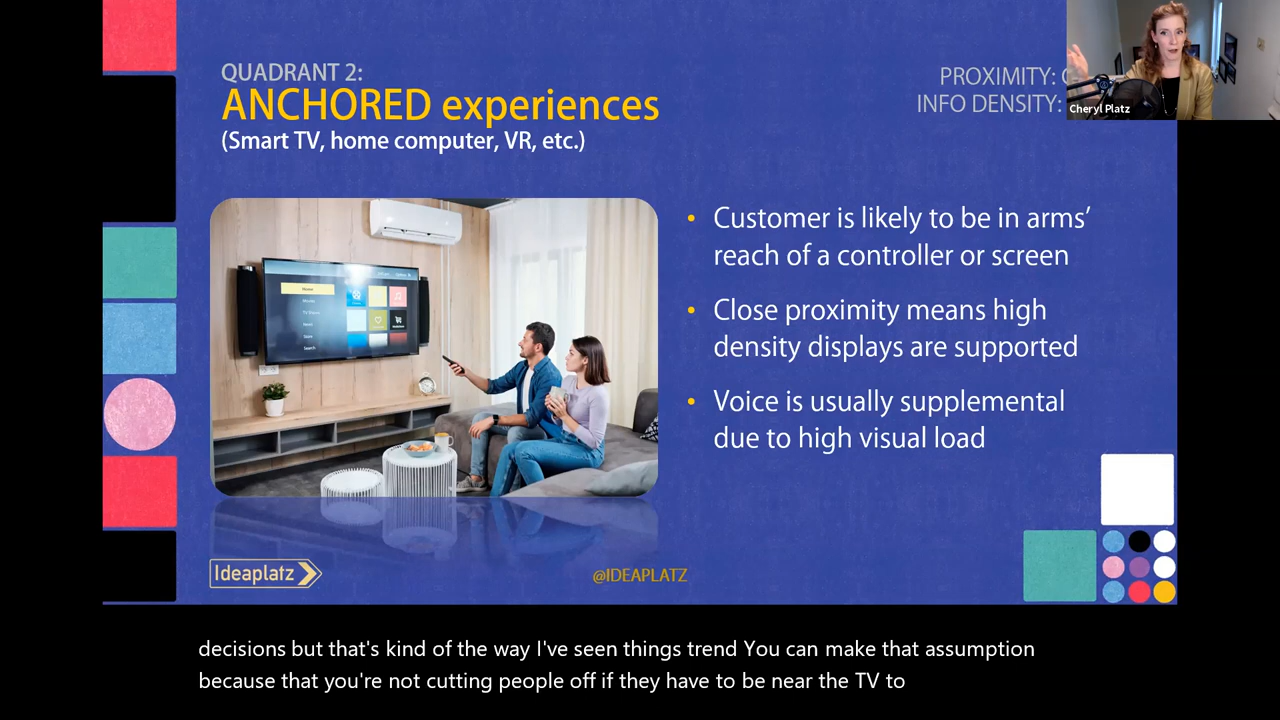 QUADRANT 2:
ANCHORED experiences
(Smart TV, home computer, VR, etc.)
PROXIMITY:
INFO DENSITY:
Cheryl Platz
Home
• Customer is likely to be in arms’
reach of a controller or screen
• Close proximity means high
density displays are supported
• Voice is usually supplemental
due to high visual load
Ideaplatz
@IDEAPLATZ
decisions but that's kind of the way I've seen things trend You can make that assumption
because that you're not cutting people off if they have to be near the TV to